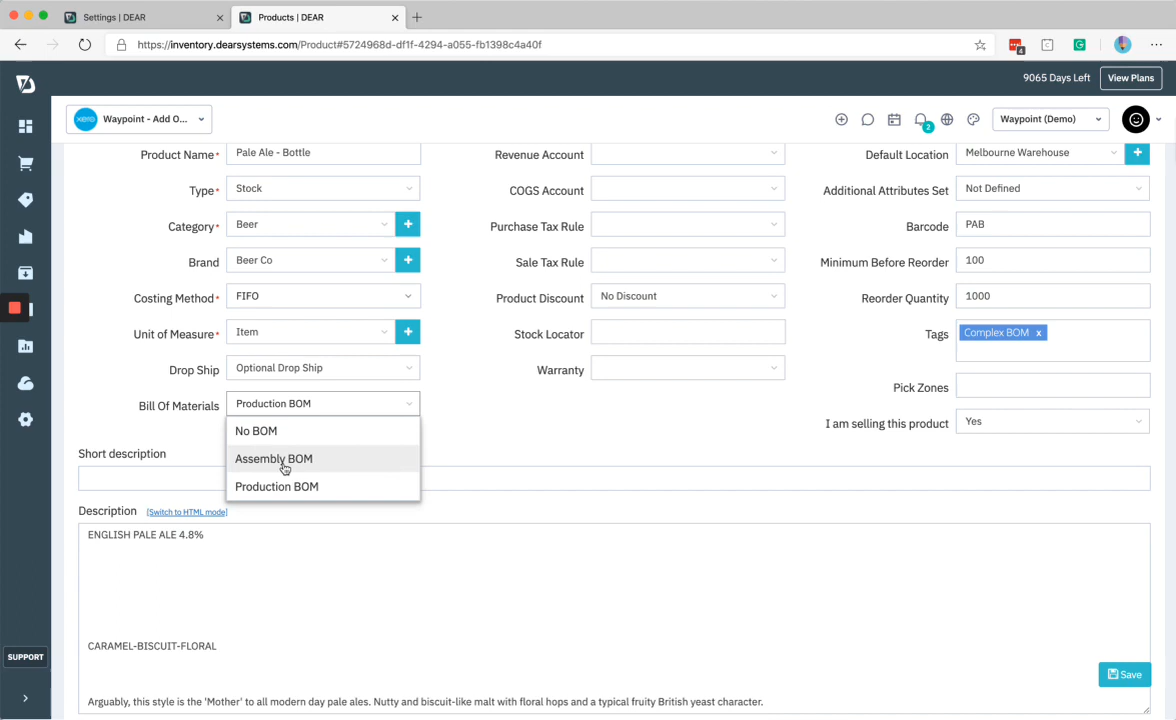 Settings | DEAR
Products | DEAR
https://inventory.dearsystems.com/Product#5724968d-df1f-4294-a055-fb1398c4a40f
4
9065 Days Left
View Plans
xero
Waypoint - Add O...
2
Waypoint (Demo)
Product Name• Pale Ale - Bottle
Revenue Account
Default Location Melbourne Warehouse
Type• Stock
COGS Account
Additional Attributes Set Not Defined
Category• Beer
Purchase Tax Rule
Barcode PAB
Brand Beer Co
Sale Tax Rule
Minimum Before Reorder 100
Costing Method• FIFO
Product Discount No Discount
Reorder Quantity 1000
Unit of Measure• Item
Stock Locator
Tags Complex BOM x
Drop Ship Optional Drop Ship
Warranty
Pick Zones
Bill Of Materials Production BOM
I am selling this product Yes
No BOM
Assembly BOM
Production BOM
Short description
Description [Switch to HTML mode]
ENGLISH PALE ALE 4.8%
CARAMEL-BISCUIT-FLORAL
Arguably, this style is the 'Mother' to all modern day pale ales. Nutty and biscuit-like malt with floral hops and a typical fruity British yeast character.
SUPPORT
Save